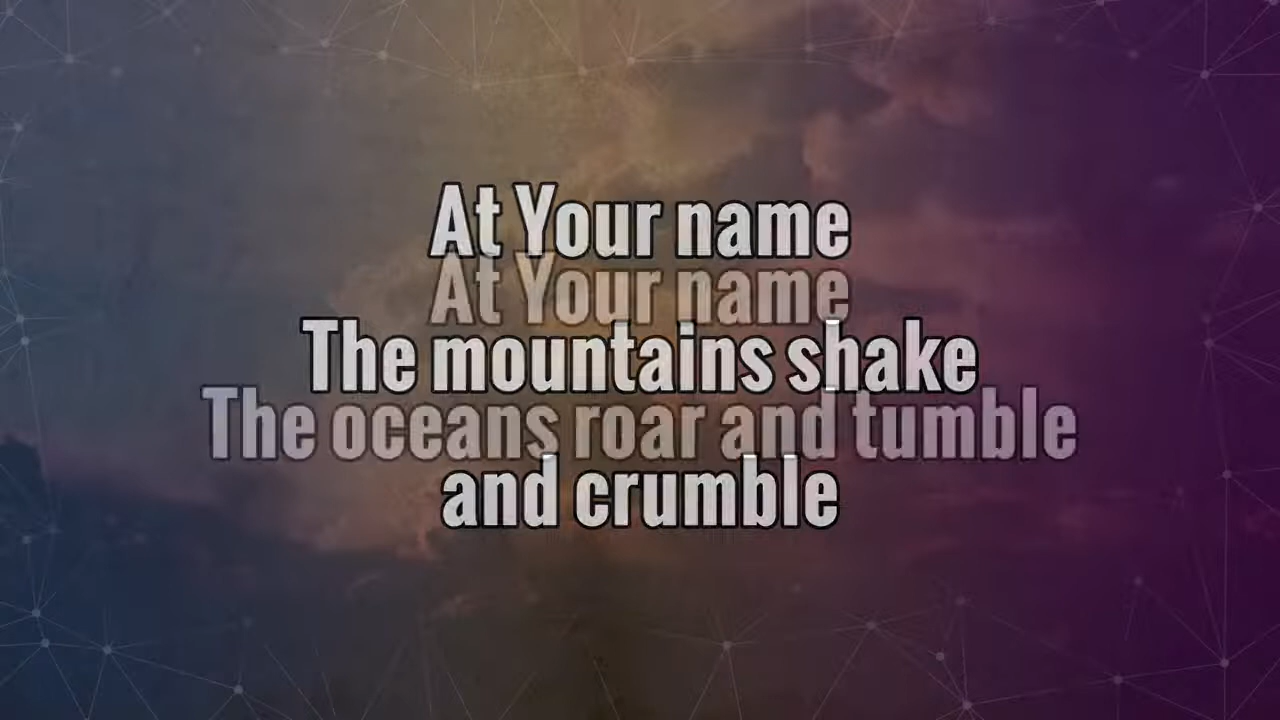 At Your name
At Your name
The mountains shake
The oceans roar and tumble
and crumble